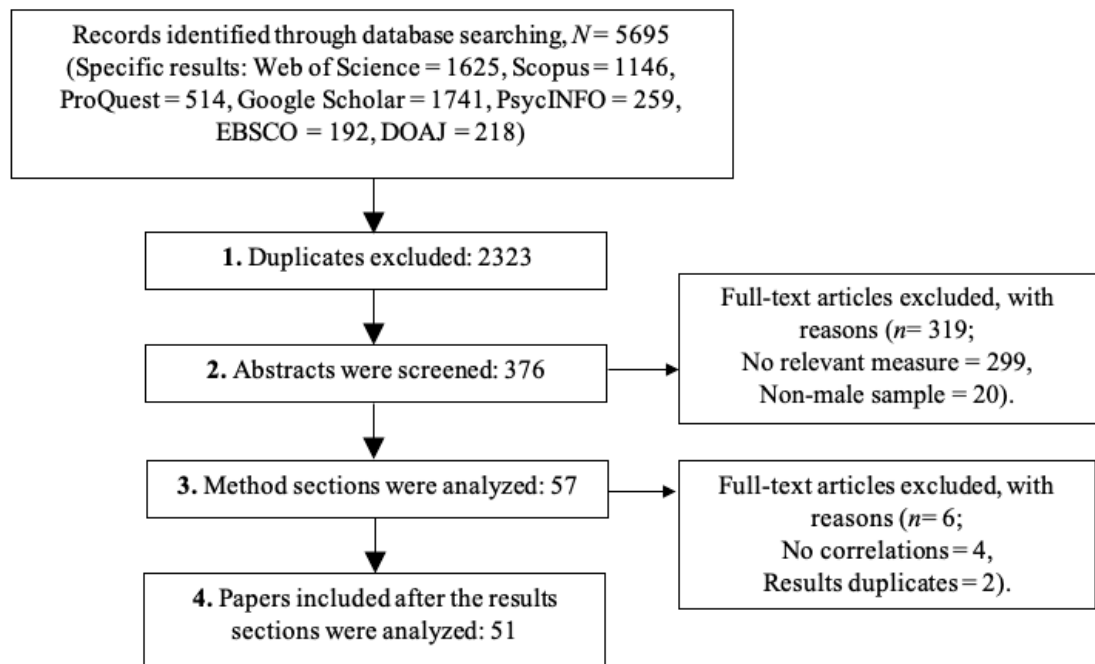 Records identified through database searching, N= 5695
(Specific results: Web of Science = 1625, Scopus = 1146,
ProQuest = 514, Google Scholar = 1741, PsycINFO = 259,
EBSCO = 192, DOAJ = 218)
1. Duplicates excluded: 2323
2. Abstracts were screened: 376
Full-text articles excluded, with
reasons (n= 319;
No relevant measure = 299,
Non-male sample = 20).
3. Method sections were analyzed: 57
Full-text articles excluded, with
reasons (n= 6;
No correlations = 4,
Results duplicates = 2).
4. Papers included after the results
sections were analyzed: 51